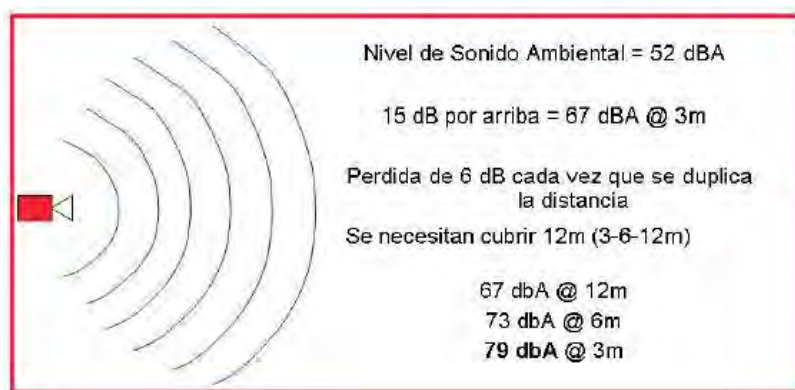 Nivel de Sonido Ambiental = 52 dBA
15 dB por arriba = 67 dBA @ 3m
Perdida de 6 dB cada vez que se duplica
la distancia
Se necesitan cubrir 12m (3-6-12m)
67 dbA @ 12m
73 dbA @ 6m
79 dbA @ 3m